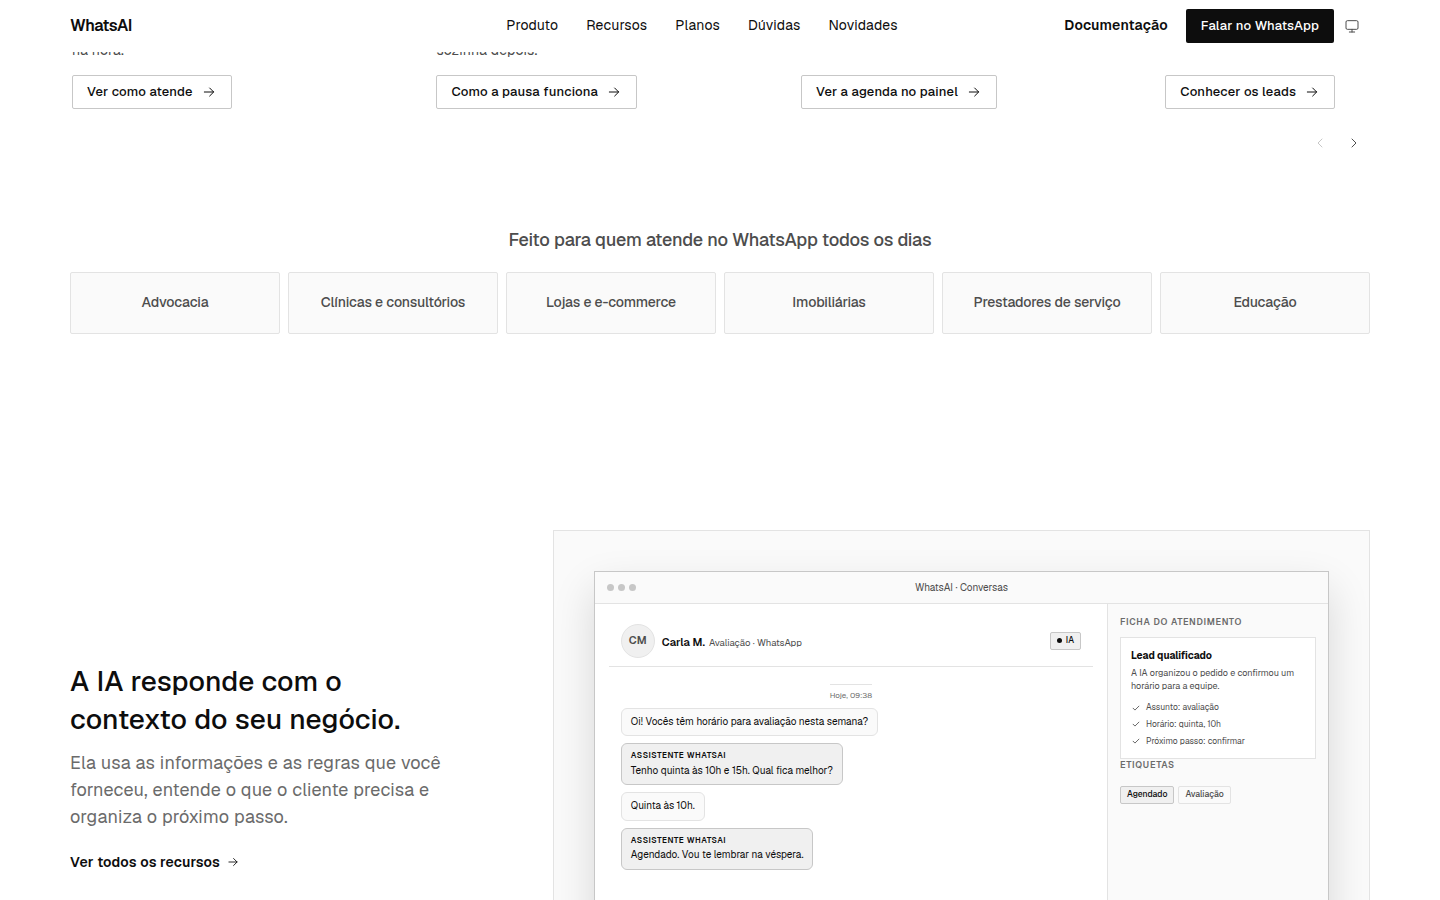 WhatsAI
Produto
Recursos
Planos
Dúvidas
Novidades
Documentação
Falar no WhatsApp
na hora.
sozinha depois.
Ver como atende
Como a pausa funciona
Ver a agenda no painel
Conhecer os leads
Feito para quem atende no WhatsApp todos os dias
Advocacia
Clínicas e consultórios
Lojas e e-commerce
Imobiliárias
Prestadores de serviço
Educação
A IA responde com o
contexto do seu negócio.
Ela usa as informações e as regras que você
forneceu, entende o que o cliente precisa e
organiza o próximo passo.
Ver todos os recursos
WhatsAI · Conversas
CM
Carla M. Avaliação · WhatsApp
IA
Hoje, 09:38
Oi! Vocês têm horário para avaliação nesta semana?
ASSISTENTE WHATSAI
Tenho quinta às 10h e 15h. Qual fica melhor?
Quinta às 10h.
ASSISTENTE WHATSAI
Agendado. Vou te lembrar na véspera.
FICHA DO ATENDIMENTO
Lead qualificado
A IA organizou o pedido e confirmou um
horário para a equipe.
Assunto: avaliação
Horário: quinta, 10h
Próximo passo: confirmar
ETIQUETAS
Agendado
Avaliação